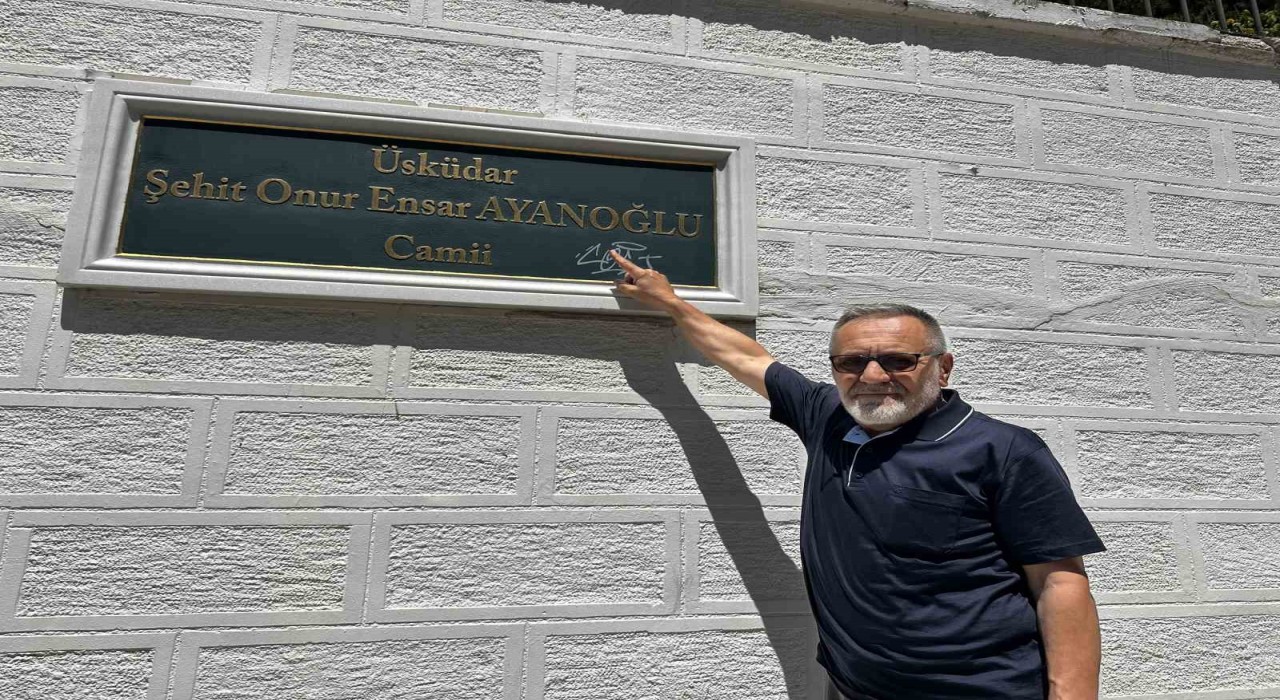 Üsküdar
Şehit Onur Ensar AYANOĞLU
Camii